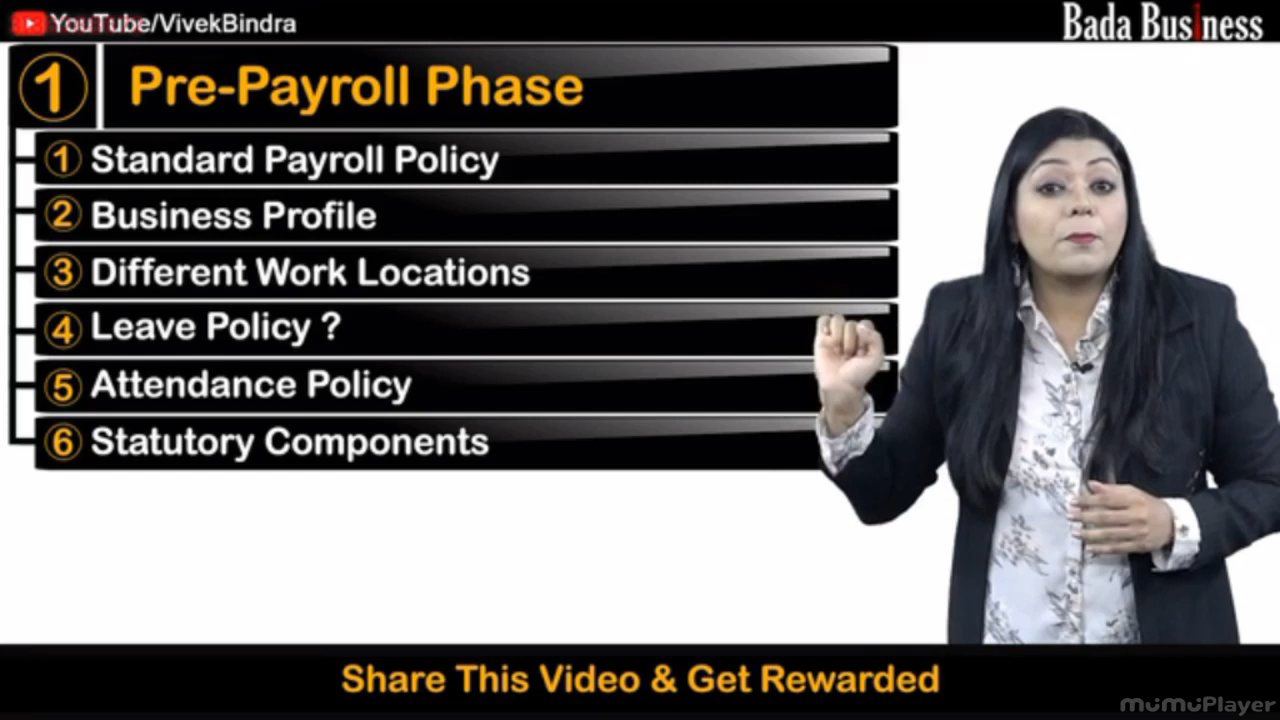 YouTube/VivekBindra
Bada Business
1 Pre-Payroll Phase
1 Standard Payroll Policy
2 Business Profile
3 Different Work Locations
4 Leave Policy ?
5 Attendance Policy
6 Statutory Components
Share This Video & Get Rewarded
MuMuPlayer